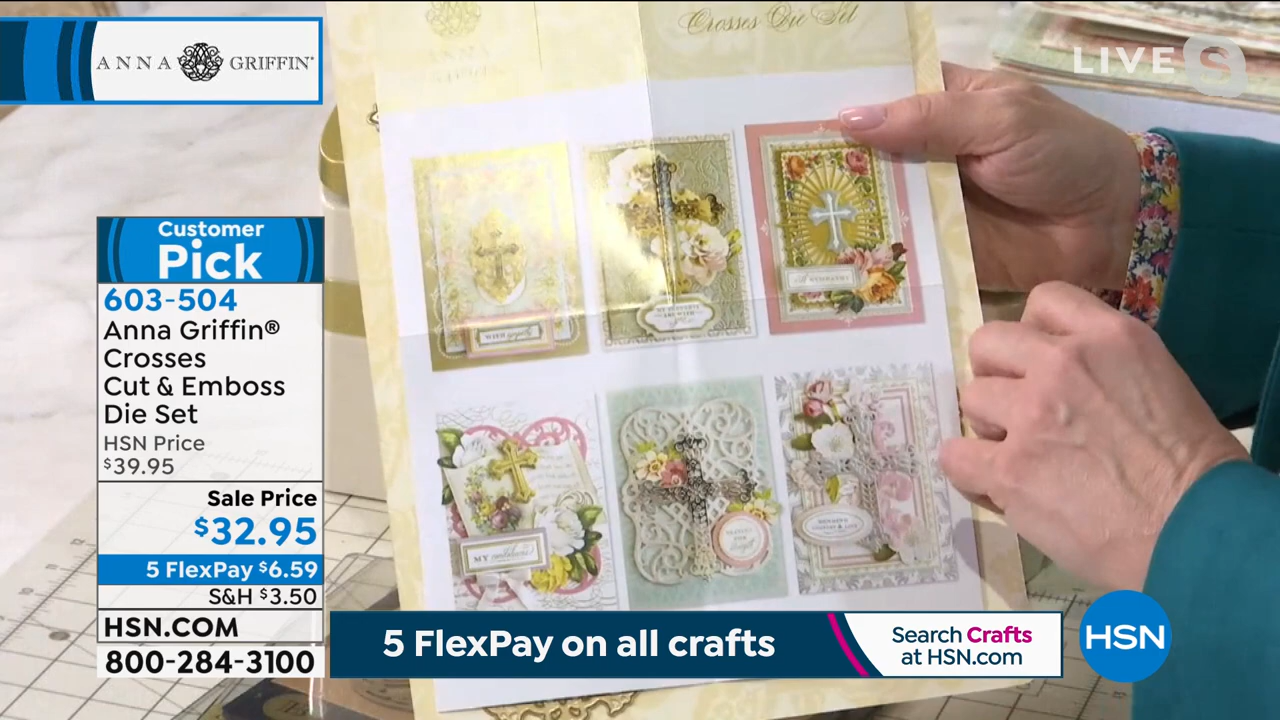 ANNA GRIFFIN®
Crosses Die Set
LIVE S
Customer
Pick
603-504
Anna Griffin®
Crosses
Cut & Emboss
Die Set
HSN Price
$39.95
Sale Price
$32.95
5 FlexPay $6.59
S&H $3.50
HSN.COM
800-284-3100
WITH
MY
5 FlexPay on all crafts
Search Crafts
at HSN.com
HSN